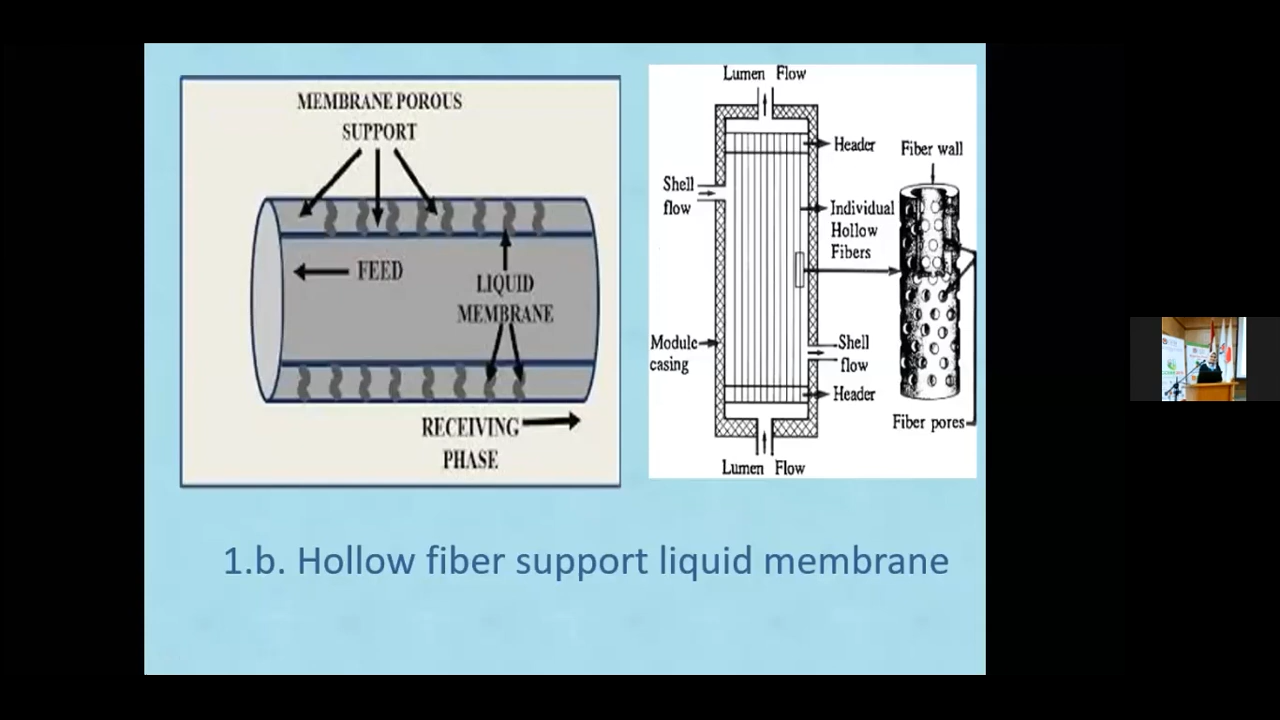 MEMBRANE POROUS
SUPPORT
FEED
LIQUID
MEMBRANE
RECEIVING
PHASE
Lumen Flow
Header
Fiber wall
Shell
flow
Individual
Hollow
Fibers
Module
casing
Shell
flow
Header
Fiber pores
Lumen Flow
1.b. Hollow fiber support liquid membrane